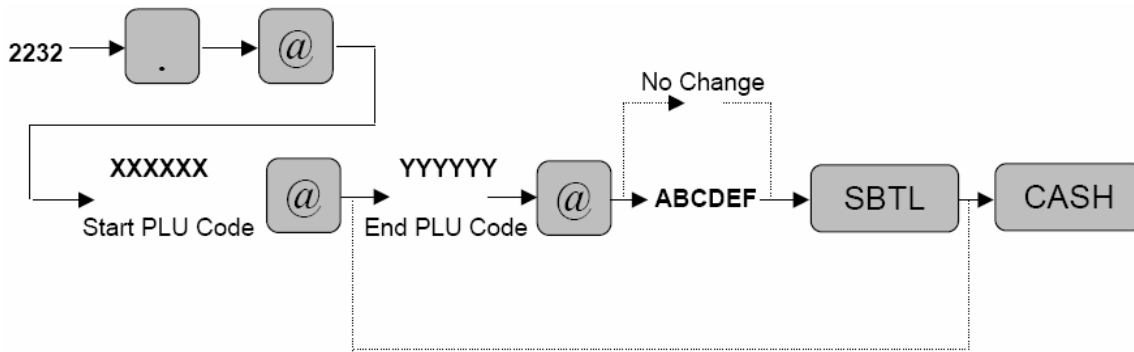 2232 . @
No Change
XXXXXX @ YYYYYY @ ABCDEF SBTL CASH
Start PLU Code End PLU Code